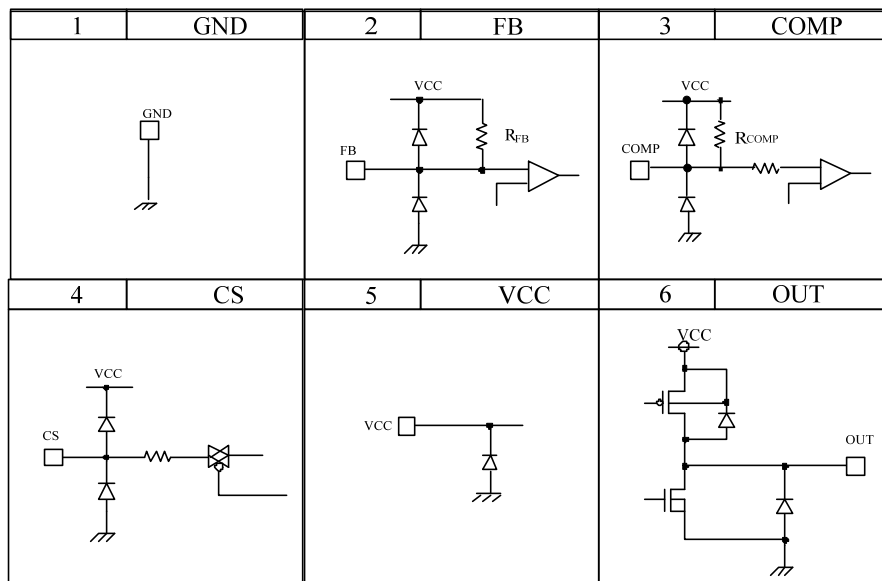 1 GND 2 FB 3 COMP
GND
VCC
FB
RFB
VCC
COMP
RCOMP
4 CS 5 VCC 6 OUT
VCC
CS
VCC
VCC
OUT